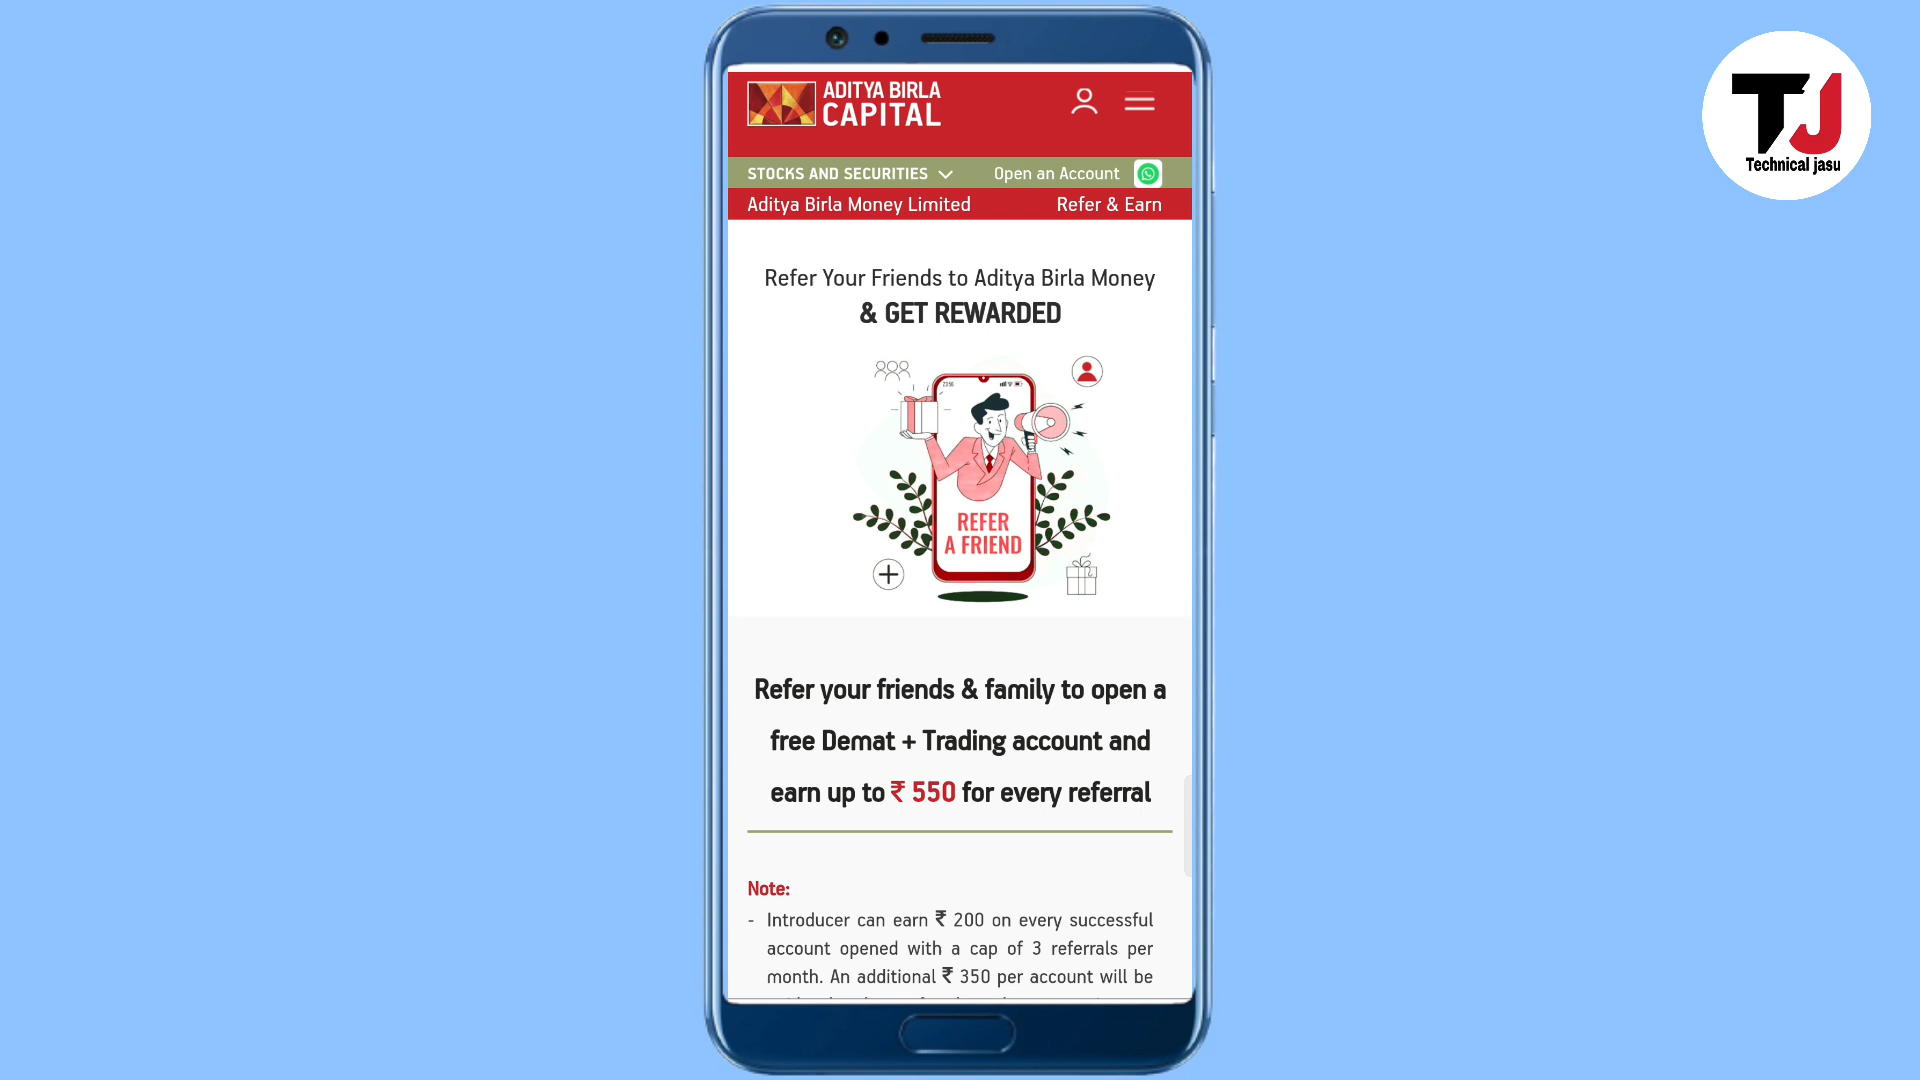 ADITYA BIRLA
CAPITAL
TJ
Technical jasu
STOCKS AND SECURITIES
Open an Account
Aditya Birla Money Limited
Refer & Earn
Refer Your Friends to Aditya Birla Money
& GET REWARDED
REFER
A FRIEND
Refer your friends & family to open a
free Demat + Trading account and
earn up to ₹ 550 for every referral
Note:
- Introducer can earn ₹ 200 on every successful
account opened with a cap of 3 referrals per
month. An additional ₹ 350 per account will be